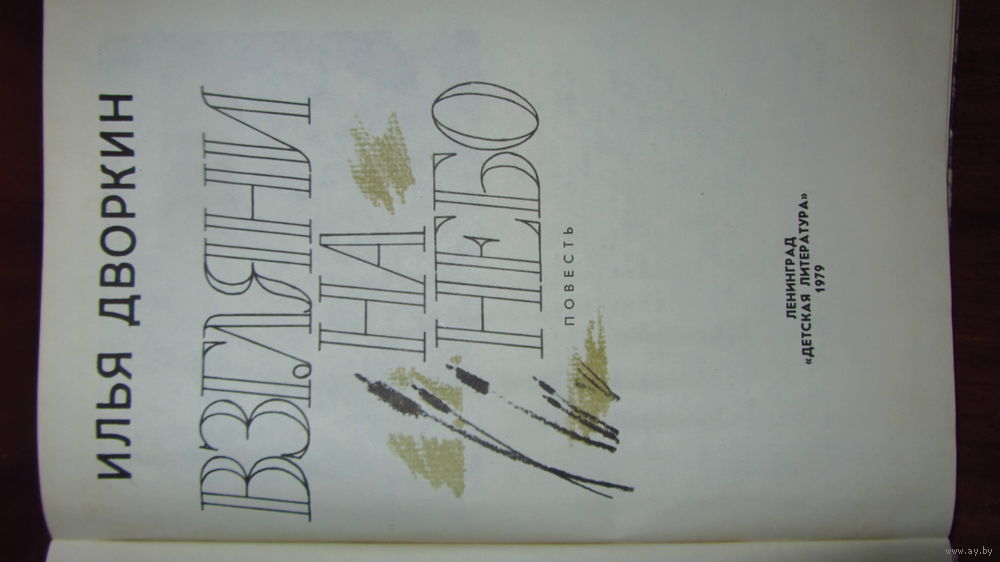 ИЛЬЯ ДВОРКИН
ВЗГЛЯНИ
НА
НЕБО
ПОВЕСТЬ
ЛЕНИНГРАД
«ДЕТСКАЯ ЛИТЕРАТУРА»
1979
www.ay.by